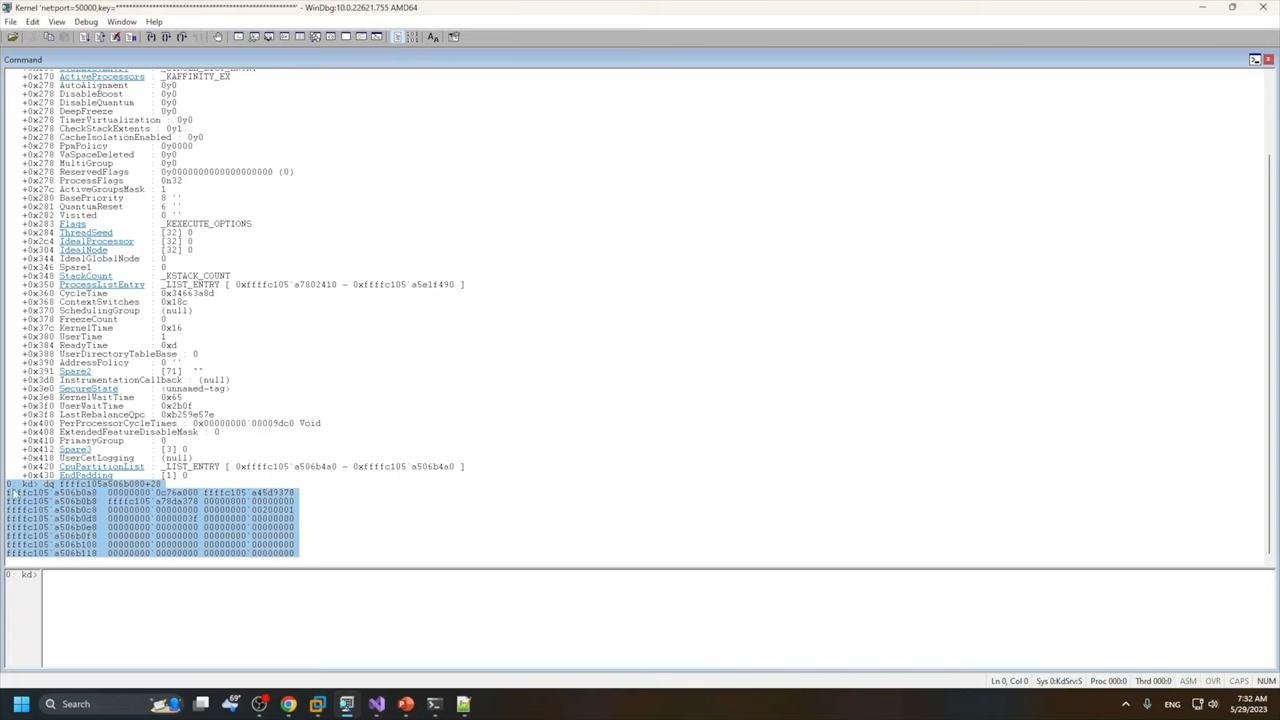 Kernel 'net:port=50000,key=****************************************************' - WinDbg:10.0.22621.755 AMD64
File Edit View Debug Window Help
Command
+0x170 ActiveProcessors : _KAFFINITY_EX
+0x278 AutoAlignment : 0y0
+0x278 DisableBoost : 0y0
+0x278 DisableQuantum : 0y0
+0x278 DeepFreeze : 0y0
+0x278 TimerVirtualization : 0y0
+0x278 CheckStackExtents : 0y1
+0x278 CacheIsolationEnabled : 0y0
+0x278 PpmPolicy : 0y0000
+0x278 VaSpaceDeleted : 0y0
+0x278 MultiGroup : 0y0
+0x278 ReservedFlags : 0y0000000000000000000 (0)
+0x278 ProcessFlags : 0n32
+0x27c ActiveGroupsMask : 1
+0x280 BasePriority : 8 ''
+0x281 QuantumReset : 6 ''
+0x282 Visited : 0 ''
+0x283 Flags : _KEXECUTE_OPTIONS
+0x284 ThreadSeed : [32] 0
+0x2c4 IdealProcessor : [32] 0
+0x304 IdealNode : [32] 0
+0x344 IdealGlobalNode : 0
+0x346 Spare1 : 0
+0x348 StackCount : _KSTACK_COUNT
+0x350 ProcessListEntry : _LIST_ENTRY [ 0xffffc105`a7802410 - 0xffffc105`a5e1f490 ]
+0x360 CycleTime : 0x34663a8d
+0x368 ContextSwitches : 0x18c
+0x370 SchedulingGroup : (null)
+0x378 FreezeCount : 0
+0x37c KernelTime : 0x16
+0x380 UserTime : 1
+0x384 ReadyTime : 0xd
+0x388 UserDirectoryTableBase : 0
+0x390 AddressPolicy : 0 ''
+0x391 Spare2 : [71] ""
+0x3d8 InstrumentationCallback : (null)
+0x3e0 SecureState : <unnamed-tag>
+0x3e8 KernelWaitTime : 0x65
+0x3f0 UserWaitTime : 0x2b0f
+0x3f8 LastRebalanceQpc : 0xb259e57e
+0x400 PerProcessorCycleTimes : 0x00000000`00009dc0 Void
+0x408 ExtendedFeatureDisableMask : 0
+0x410 PrimaryGroup : 0
+0x412 Spare3 : [3] 0
+0x418 UserCetLogging : (null)
+0x420 CpuPartitionList : _LIST_ENTRY [ 0xffffc105`a506b4a0 - 0xffffc105`a506b4a0 ]
+0x430 EndPadding : [1] 0
0: kd> dq ffffc105a506b080+28
ffffc105`a506b0a8 00000000`0c76a000 ffffc105`a45d9378
ffffc105`a506b0b8 ffffc105`a78da378 00000000`00000000
ffffc105`a506b0c8 00000000`00000000 00000000`00200001
ffffc105`a506b0d8 00000000`0000003f 00000000`00000000
ffffc105`a506b0e8 00000000`00000000 00000000`00000000
ffffc105`a506b0f8 00000000`00000000 00000000`00000000
ffffc105`a506b108 00000000`00000000 00000000`00000000
ffffc105`a506b118 00000000`00000000 00000000`00000000
0: kd>
Ln 0, Col 0 Sys 0:KdSrv:S Proc 000:0 Thrd 000:0 ASM OVR CAPS NUM
Search
69°
ENG
7:32 AM
5/29/2023